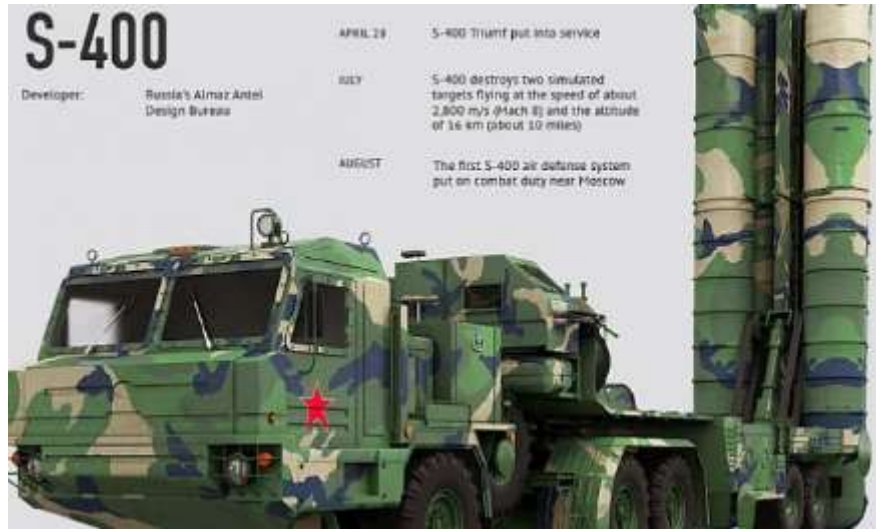 S-400
Developer:
Russia's Almaz Antei
Design Bureau
APRIL 28
S-400 Triumf put into service
JULY
S-400 destroys two simulated
targets flying at the speed of about
2,800 m/s (Mach 8) and the altitude
of 16 km (about 10 miles)
AUGUST
The first S-400 air defense system
put on combat duty near Moscow